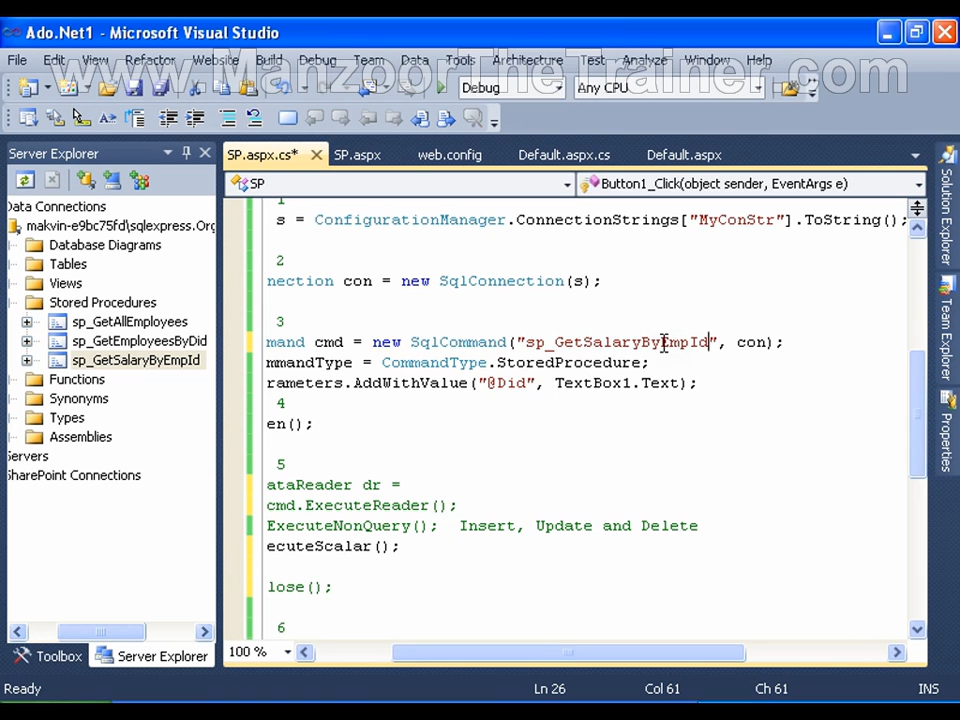 Ado.Net1 - Microsoft Visual Studio
File Edit View Refactor Website Build Debug Team Data Tools Architecture Test Analyze Window Help
www.ManzoorTheTrainer.com
Debug Any CPU
Server Explorer
SP.aspx.cs* SP.aspx web.config Default.aspx.cs Default.aspx
SP Button1_Click(object sender, EventArgs e)
Data Connections
makvin-e9bc75fd\sqlexpress.Org
Database Diagrams
Tables
Views
Stored Procedures
sp_GetAllEmployees
sp_GetEmployeesByDid
sp_GetSalaryByEmpId
Functions
Synonyms
Types
Assemblies
Servers
SharePoint Connections
1
s = ConfigurationManager.ConnectionStrings["MyConStr"].ToString();
2
nection con = new SqlConnection(s);
3
mand cmd = new SqlCommand("sp_GetSalaryByEmpId", con);
mmandType = CommandType.StoredProcedure;
rameters.AddWithValue("@Did", TextBox1.Text);
4
en();
5
ataReader dr =
cmd.ExecuteReader();
ExecuteNonQuery(); Insert, Update and Delete
ecuteScalar();
lose();
6
100 %
Toolbox Server Explorer
Solution Explorer
Team Explorer
Properties
Ready Ln 26 Col 61 Ch 61 INS